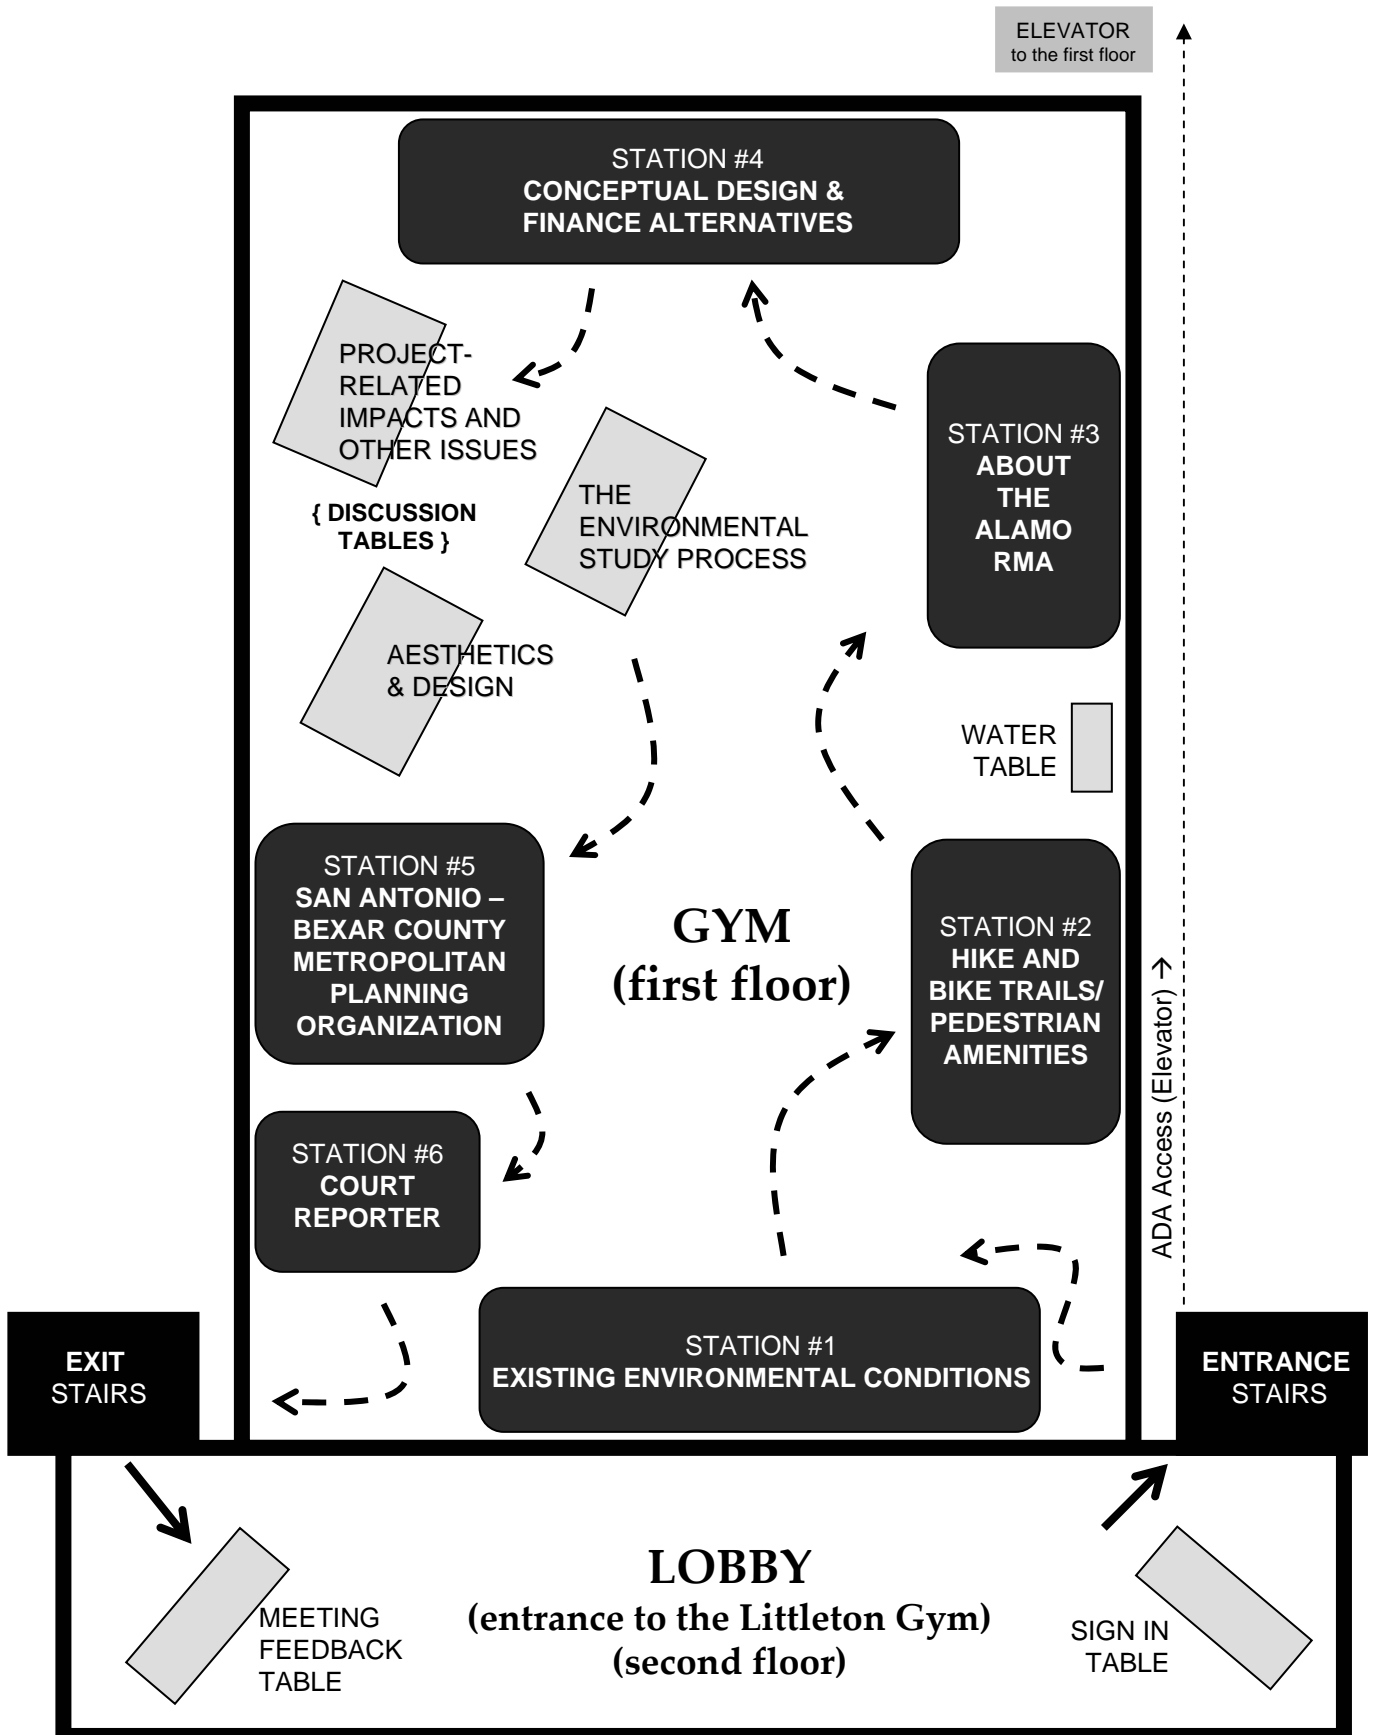 ELEVATOR
to the first floor
STATION #4
CONCEPTUAL DESIGN &
FINANCE ALTERNATIVES
PROJECT-
RELATED
IMPACTS AND
OTHER ISSUES
{ DISCUSSION
TABLES }
THE
ENVIRONMENTAL
STUDY PROCESS
AESTHETICS
& DESIGN
STATION #3
ABOUT
THE
ALAMO
RMA
WATER
TABLE
STATION #5
SAN ANTONIO –
BEXAR COUNTY
METROPOLITAN
PLANNING
ORGANIZATION
GYM
(first floor)
STATION #2
HIKE AND
BIKE TRAILS/
PEDESTRIAN
AMENITIES
ADA Access (Elevator) →
STATION #6
COURT
REPORTER
STATION #1
EXISTING ENVIRONMENTAL CONDITIONS
EXIT
STAIRS
ENTRANCE
STAIRS
LOBBY
(entrance to the Littleton Gym)
(second floor)
MEETING
FEEDBACK
TABLE
SIGN IN
TABLE